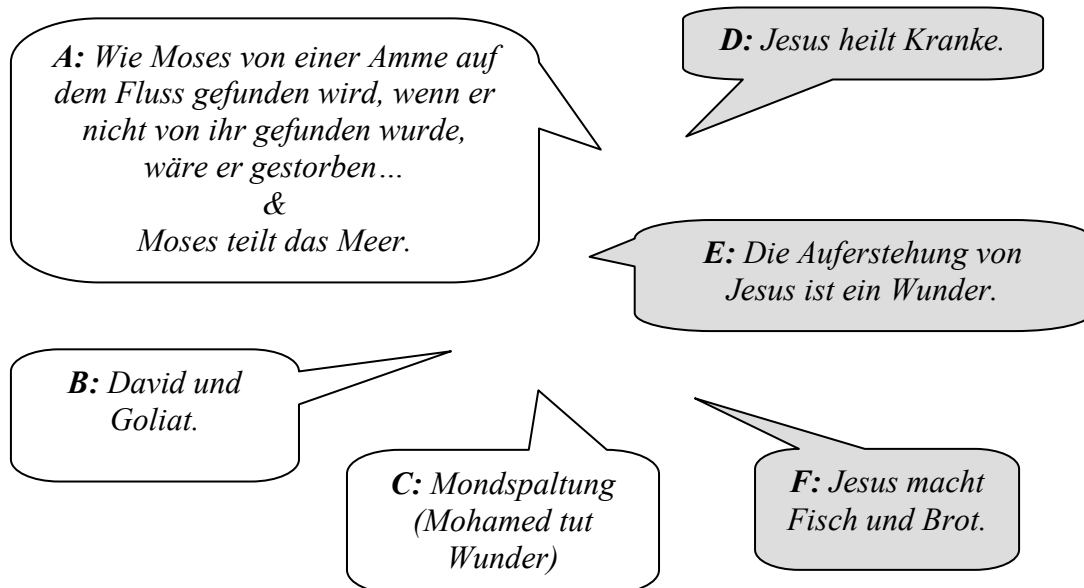 A: Wie Moses von einer Amme auf
dem Fluss gefunden wird, wenn er
nicht von ihr gefunden wurde,
wäre er gestorben…
&
Moses teilt das Meer.
D: Jesus heilt Kranke.
E: Die Auferstehung von
Jesus ist ein Wunder.
B: David und
Goliat.
C: Mondspaltung
(Mohamed tut
Wunder)
F: Jesus macht
Fisch und Brot.